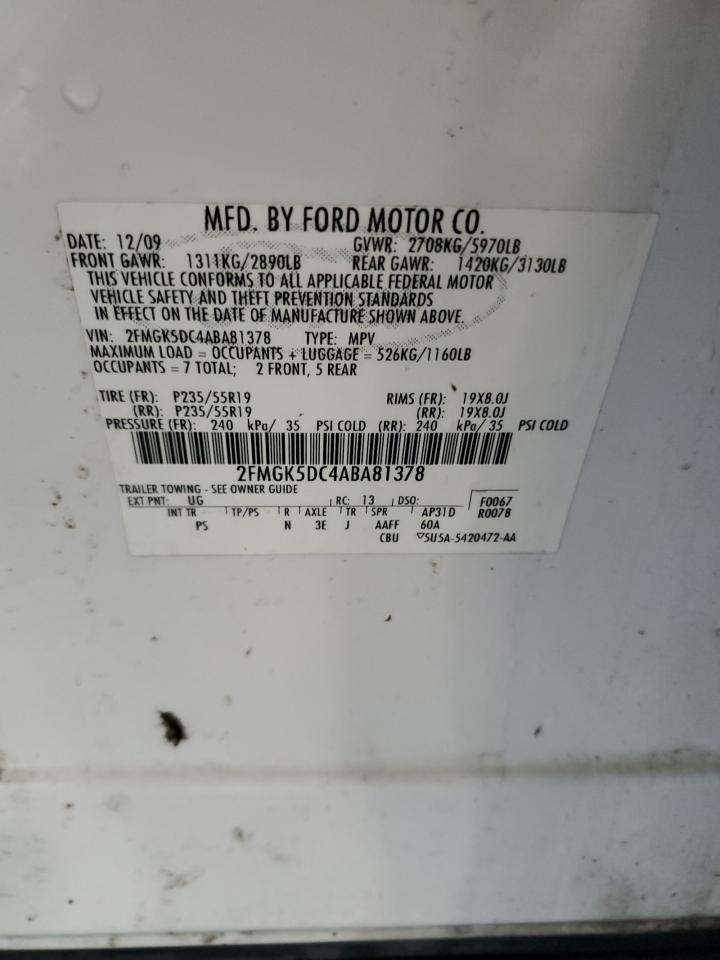 MFD. BY FORD MOTOR CO.
DATE: 12/09 GVWR: 2708KG/5970LB
FRONT GAWR: 1311KG/2890LB REAR GAWR: 1420KG/3130LB
THIS VEHICLE CONFORMS TO ALL APPLICABLE FEDERAL MOTOR
VEHICLE SAFETY AND THEFT PREVENTION STANDARDS
IN EFFECT ON THE DATE OF MANUFACTURE SHOWN ABOVE.
VIN: 2FMGK5DC4ABA81378 TYPE: MPV
MAXIMUM LOAD = OCCUPANTS + LUGGAGE = 526KG/1160LB
OCCUPANTS = 7 TOTAL; 2 FRONT, 5 REAR
TIRE (FR): P235/55R19 RIMS (FR): 19X8.0J
(RR): P235/55R19 (RR): 19X8.0J
PRESSURE (FR): 240 kPa/ 35 PSI COLD (RR): 240 kPa/ 35 PSI COLD
2FMGK5DC4ABA81378
TRAILER TOWING - SEE OWNER GUIDE
EXT PNT: UG RC: 13 DSO: F0067
INT TR TP/PS R AXLE TR SPR AP31D R0078
PS N 3E J AAFF 60A
CBU ▽5U5A-5420472-AA